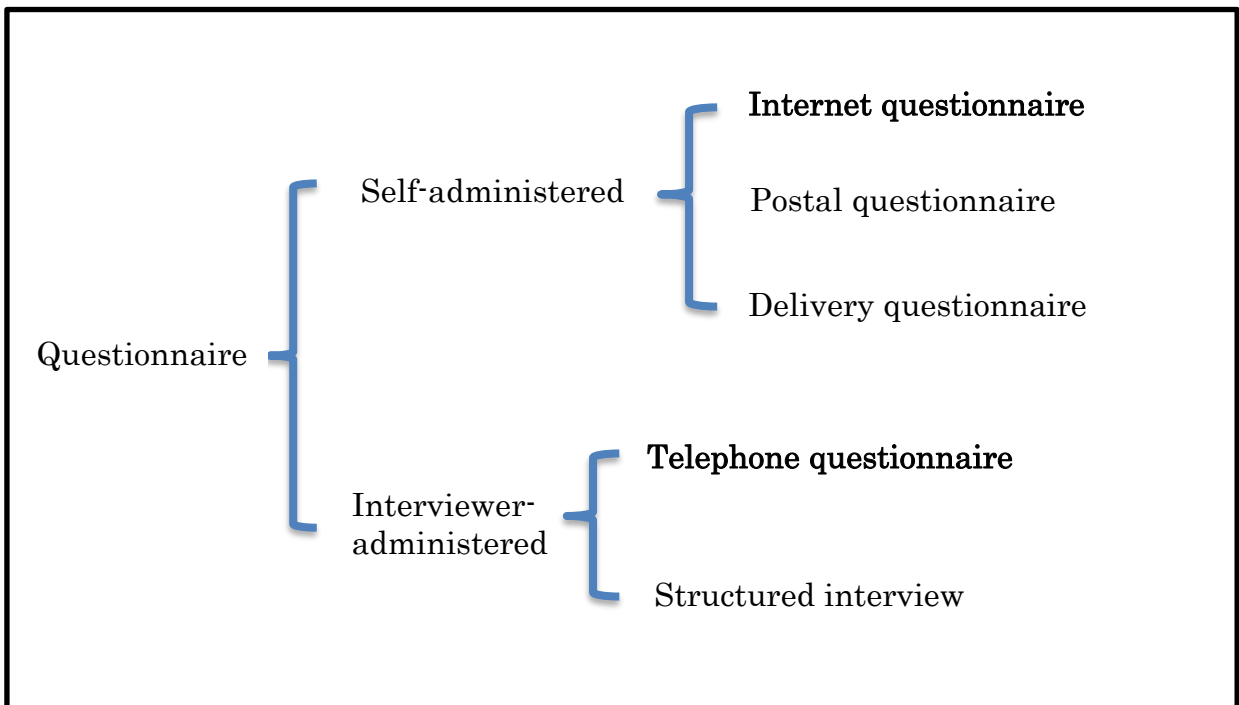 Internet questionnaire
Self-administered
Postal questionnaire
Delivery questionnaire
Questionnaire
Telephone questionnaire
Interviewer-
administered
Structured interview